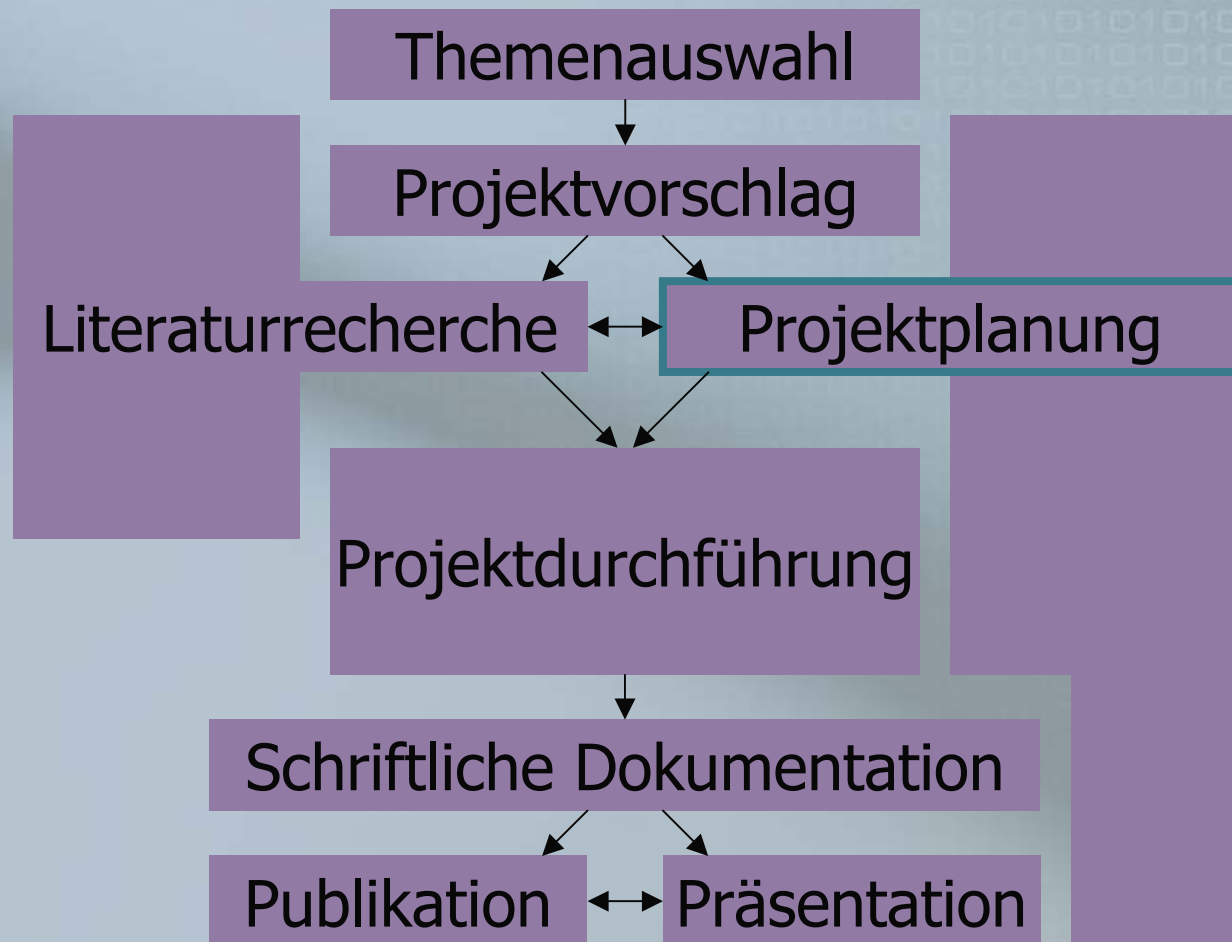 Themenauswahl
Projektvorschlag
Literaturrecherche
Projektplanung
Projektdurchführung
Schriftliche Dokumentation
Publikation
Präsentation